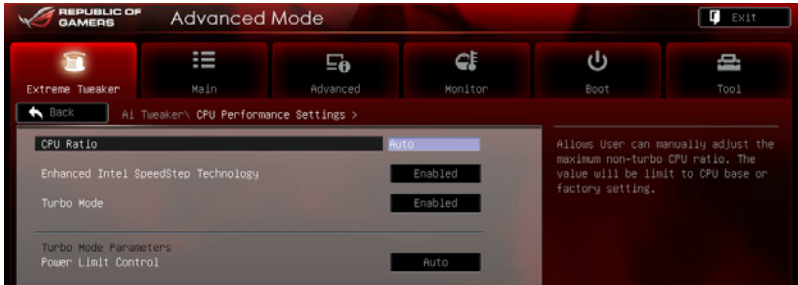 REPUBLIC OF
GAMERS
Advanced Mode
Exit
Extreme Tweaker
Main
Advanced
Monitor
Boot
Tool
Back
Ai Tweaker\ CPU Performance Settings >
CPU Ratio
Auto
Enhanced Intel SpeedStep Technology
Enabled
Turbo Mode
Enabled
Turbo Mode Parameters
Power Limit Control
Auto
Allows User can manually adjust the
maximum non-turbo CPU ratio. The
value will be limit to CPU base or
factory setting.